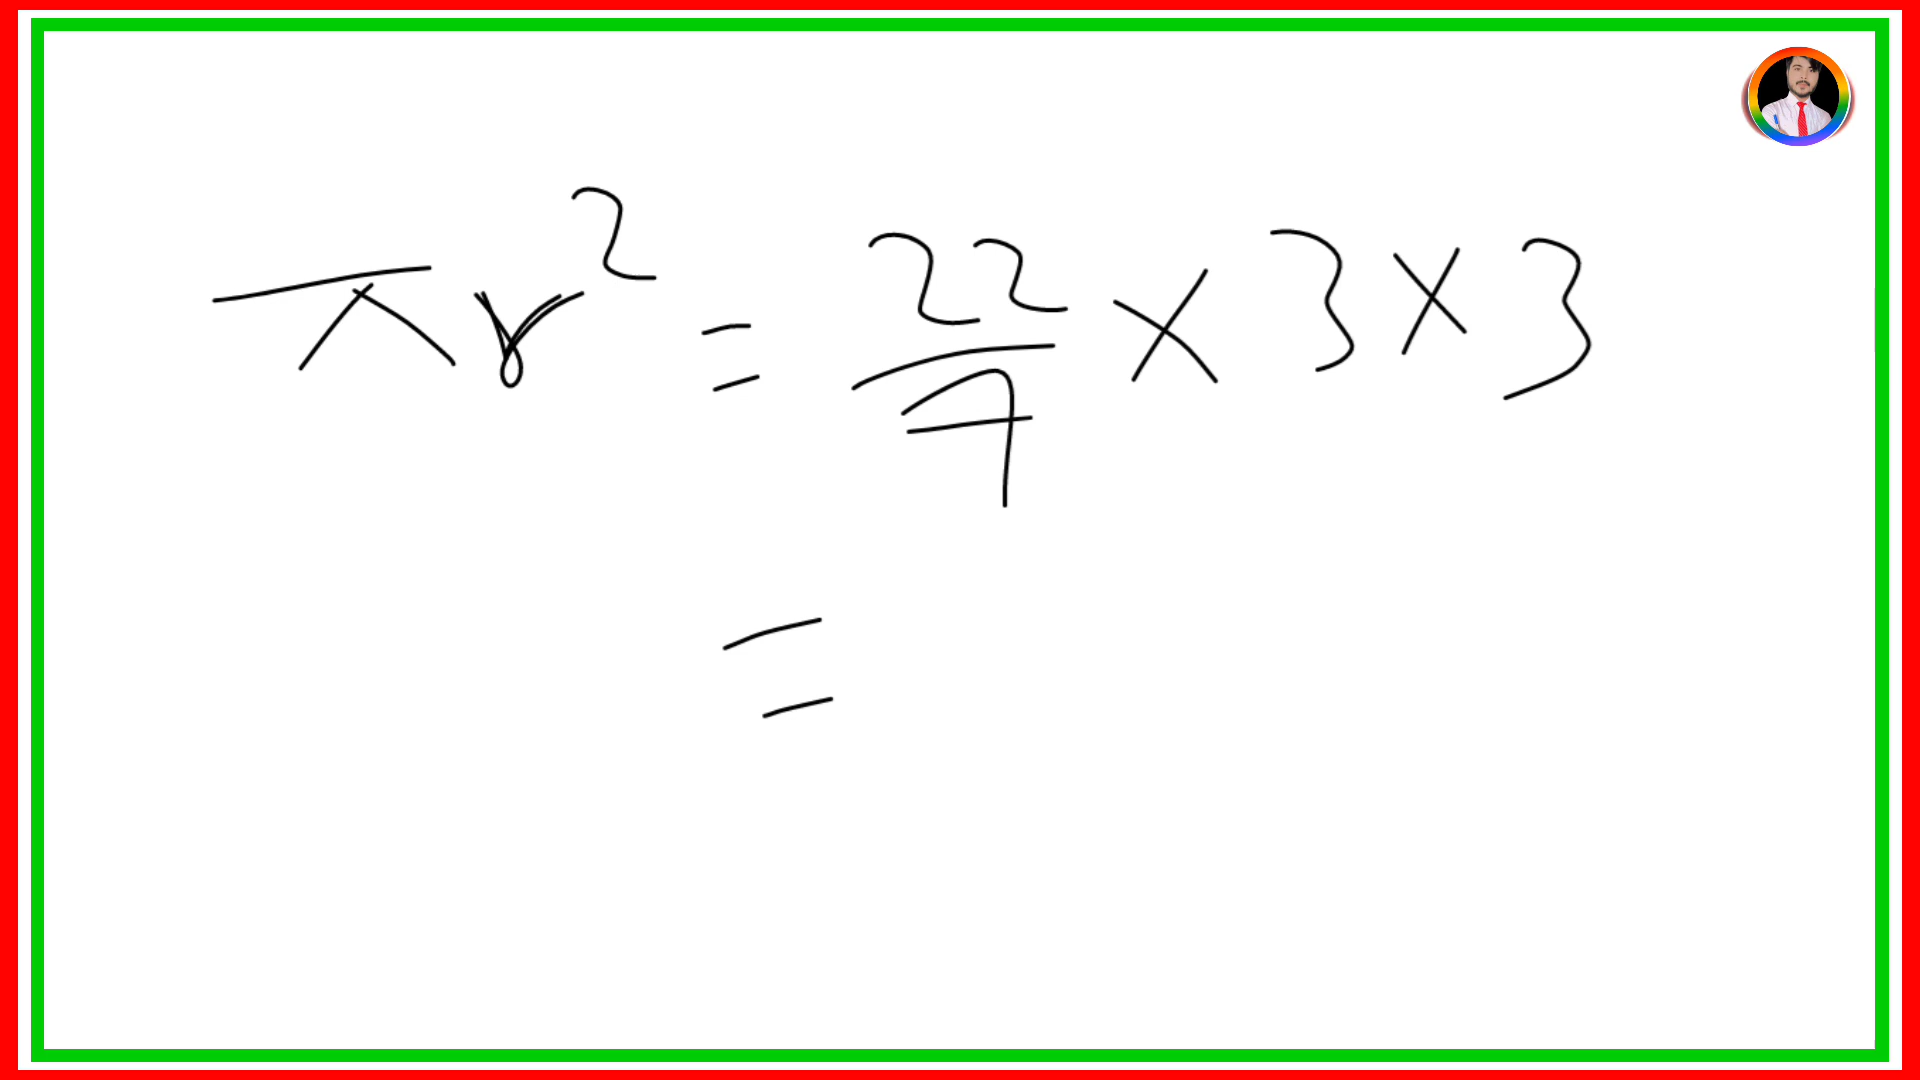 πr² = 22/7 × 3 × 3
=